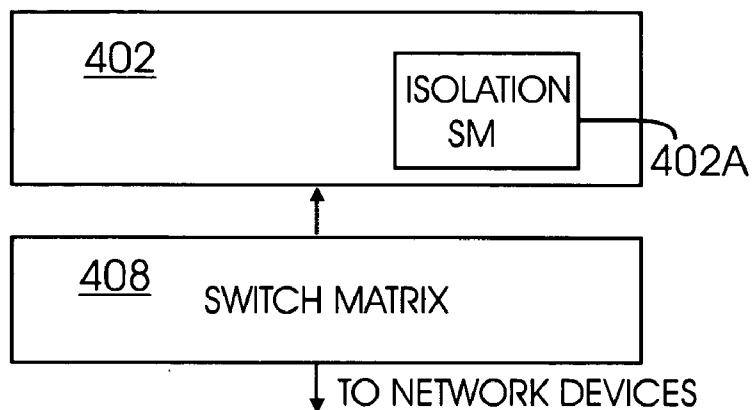 402
ISOLATION
SM
402A
408
SWITCH MATRIX
TO NETWORK DEVICES